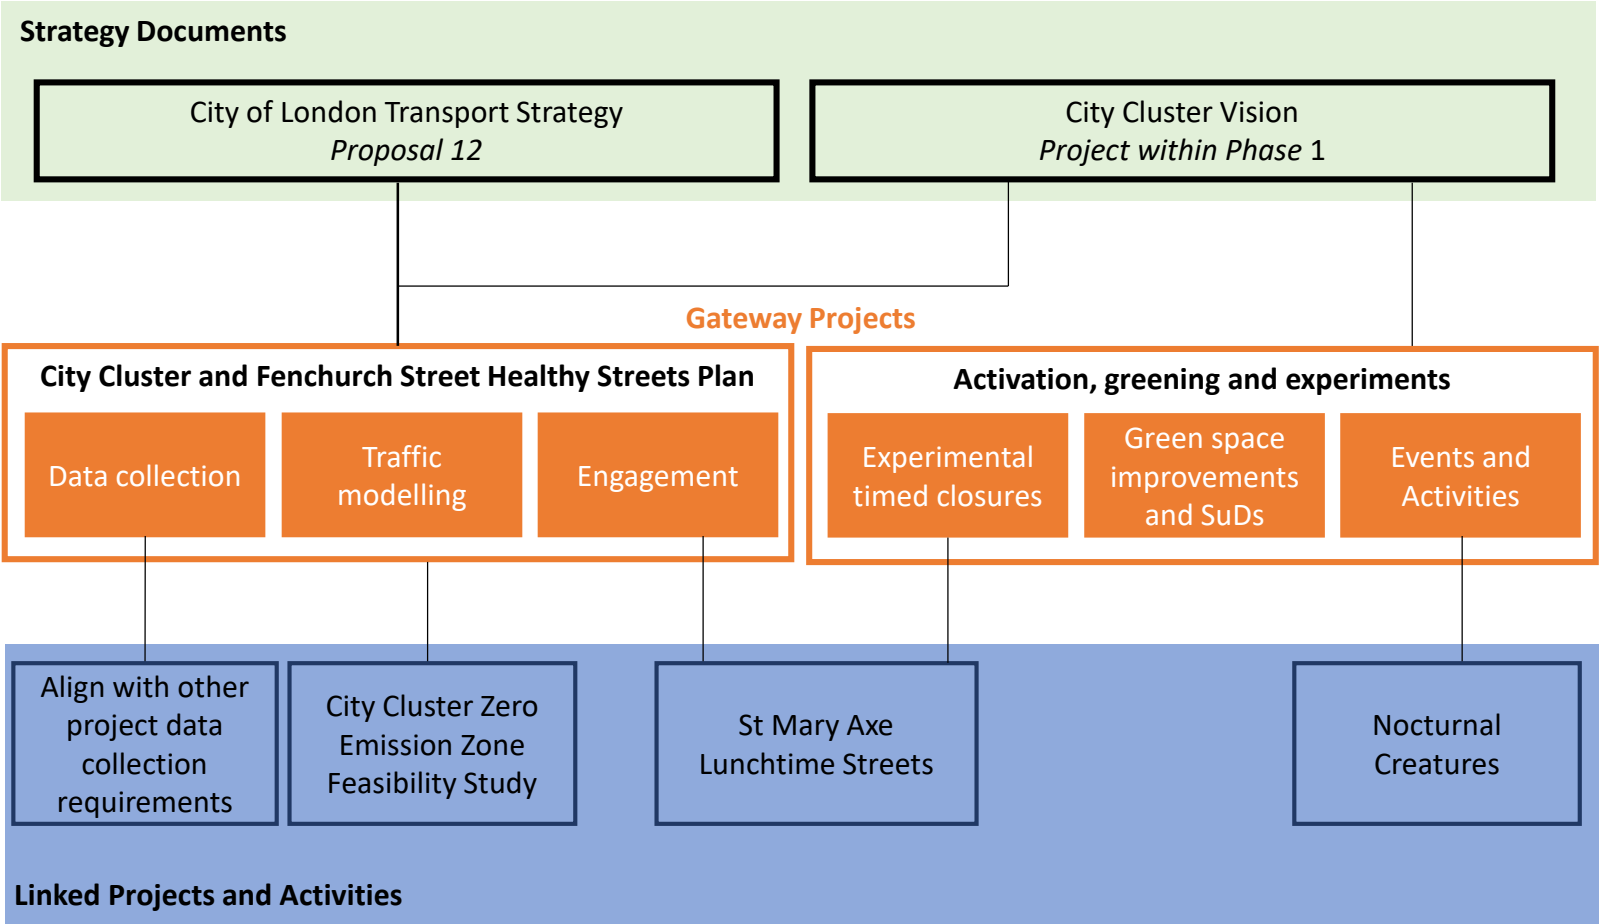 Strategy Documents
City of London Transport Strategy
Proposal 12
City Cluster Vision
Project within Phase 1
Gateway Projects
City Cluster and Fenchurch Street Healthy Streets Plan
Data collection
Traffic
modelling
Engagement
Activation, greening and experiments
Experimental
timed closures
Green space
improvements
and SuDs
Events and
Activities
Align with other
project data
collection
requirements
City Cluster Zero
Emission Zone
Feasibility Study
St Mary Axe
Lunchtime Streets
Nocturnal
Creatures
Linked Projects and Activities